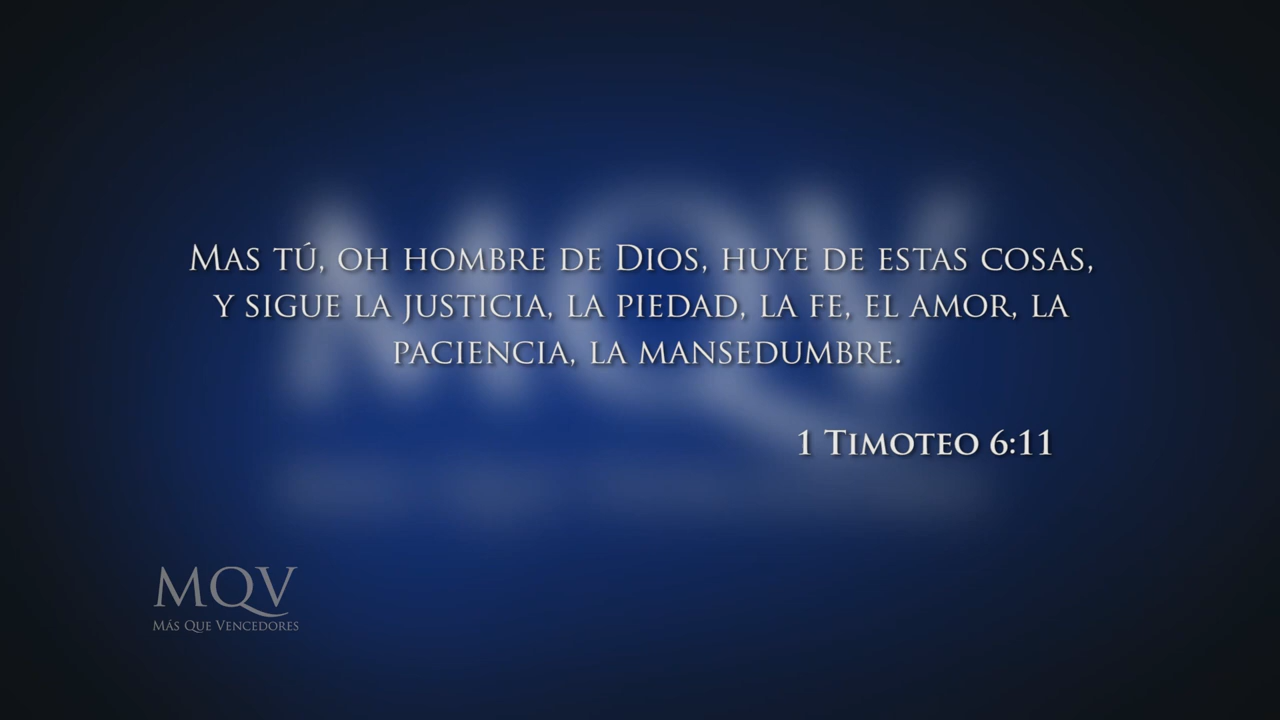 Mas tú, oh hombre de Dios, huye de estas cosas,
y sigue la justicia, la piedad, la fe, el amor, la
paciencia, la mansedumbre.
1 Timoteo 6:11
MQV
Más Que Vencedores